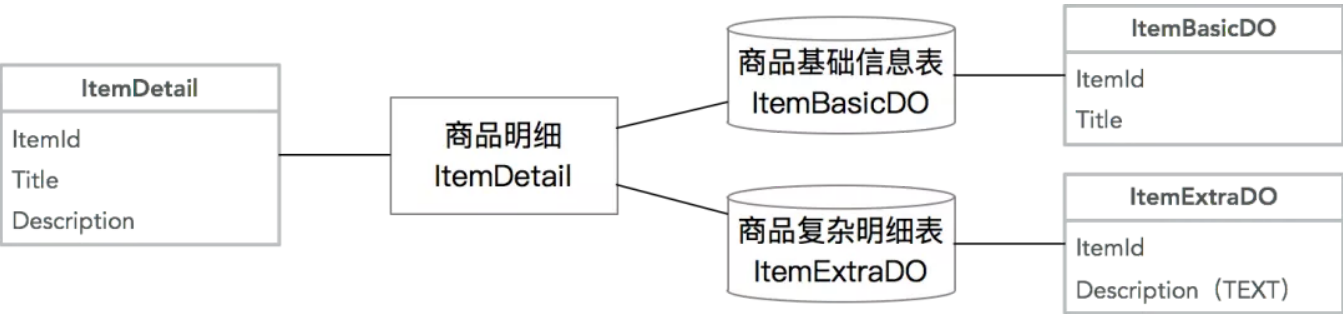 ItemDetail
ItemId
Title
Description
商品明细
ItemDetail
商品基础信息表
ItemBasicDO
商品复杂明细表
ItemExtraDO
ItemBasicDO
ItemId
Title
ItemExtraDO
ItemId
Description（TEXT）